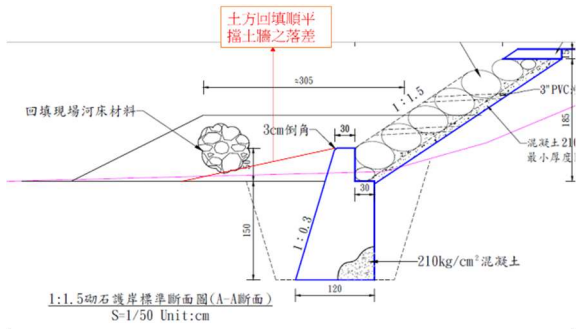 土方回填順平
擋土牆之落差
≈305
15
1:1.5
3"PVC
回填現場河床材料
3cm倒角
30
185
混凝土210
最小厚度
50
30
1:0.3
150
210kg/cm²混凝土
120
1:1.5砌石護岸標準斷面圖(A-A斷面)
S=1/50 Unit:cm